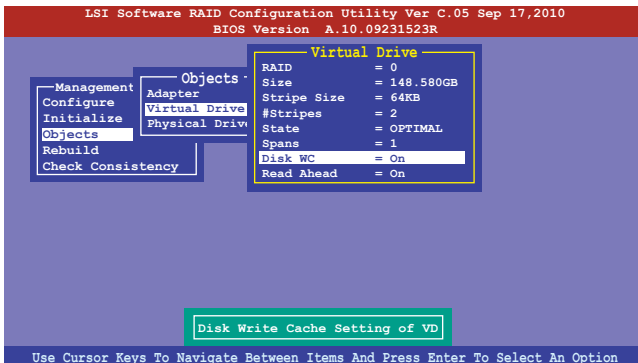 LSI Software RAID Configuration Utility Ver C.05 Sep 17,2010
BIOS Version A.10.09231523R
Management
Configure
Initialize
Objects
Rebuild
Check Consistency
Objects
Adapter
Virtual Drive
Physical Drive
Virtual Drive
RAID = 0
Size = 148.580GB
Stripe Size = 64KB
#Stripes = 2
State = OPTIMAL
Spans = 1
Disk WC = On
Read Ahead = On
Disk Write Cache Setting of VD
Use Cursor Keys To Navigate Between Items And Press Enter To Select An Option